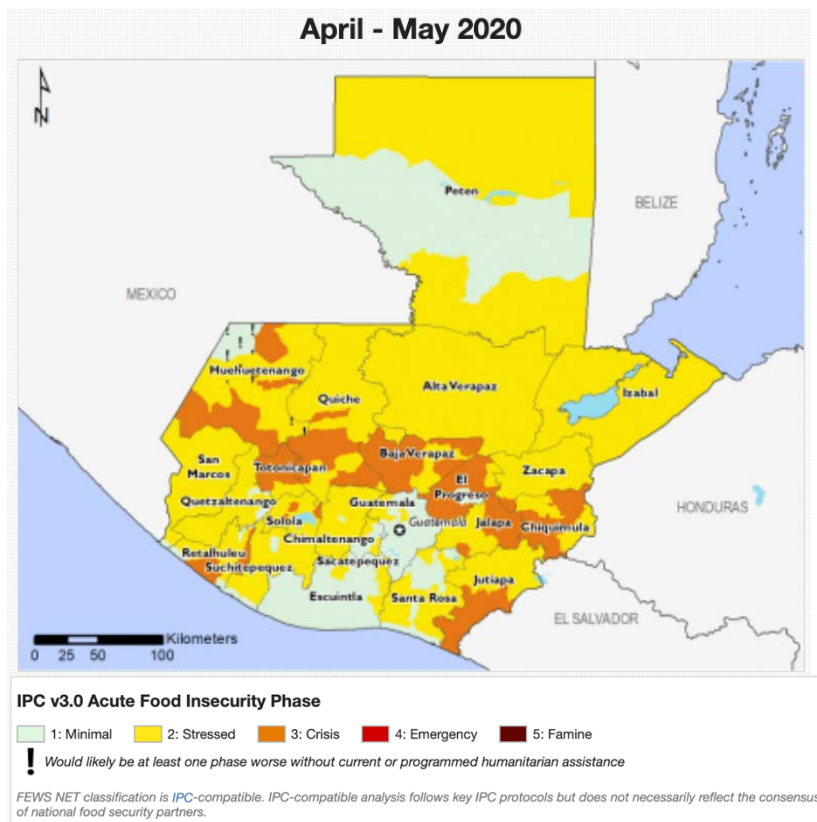 April - May 2020
N
Peten
BELIZE
MEXICO
!
! !
! !
Huehuetenango
! !
Alta Verapaz
Izabal
Quiche
!
!
Baja Verapaz
San
Marcos
Totonicapan
Zacapa
El
Progreso
Quetzaltenango
Guatemala
HONDURAS
Solola
Guatemala
Jalapa
Chiquimula
Chimaltenango
Retalhuleu
Sacatepequez
Suchitepequez
Jutiapa
Escuintla
Santa Rosa
EL SALVADOR
Kilometers
0 25 50 100
IPC v3.0 Acute Food Insecurity Phase
1: Minimal 2: Stressed 3: Crisis 4: Emergency 5: Famine
! Would likely be at least one phase worse without current or programmed humanitarian assistance
FEWS NET classification is IPC-compatible. IPC-compatible analysis follows key IPC protocols but does not necessarily reflect the consensus
of national food security partners.